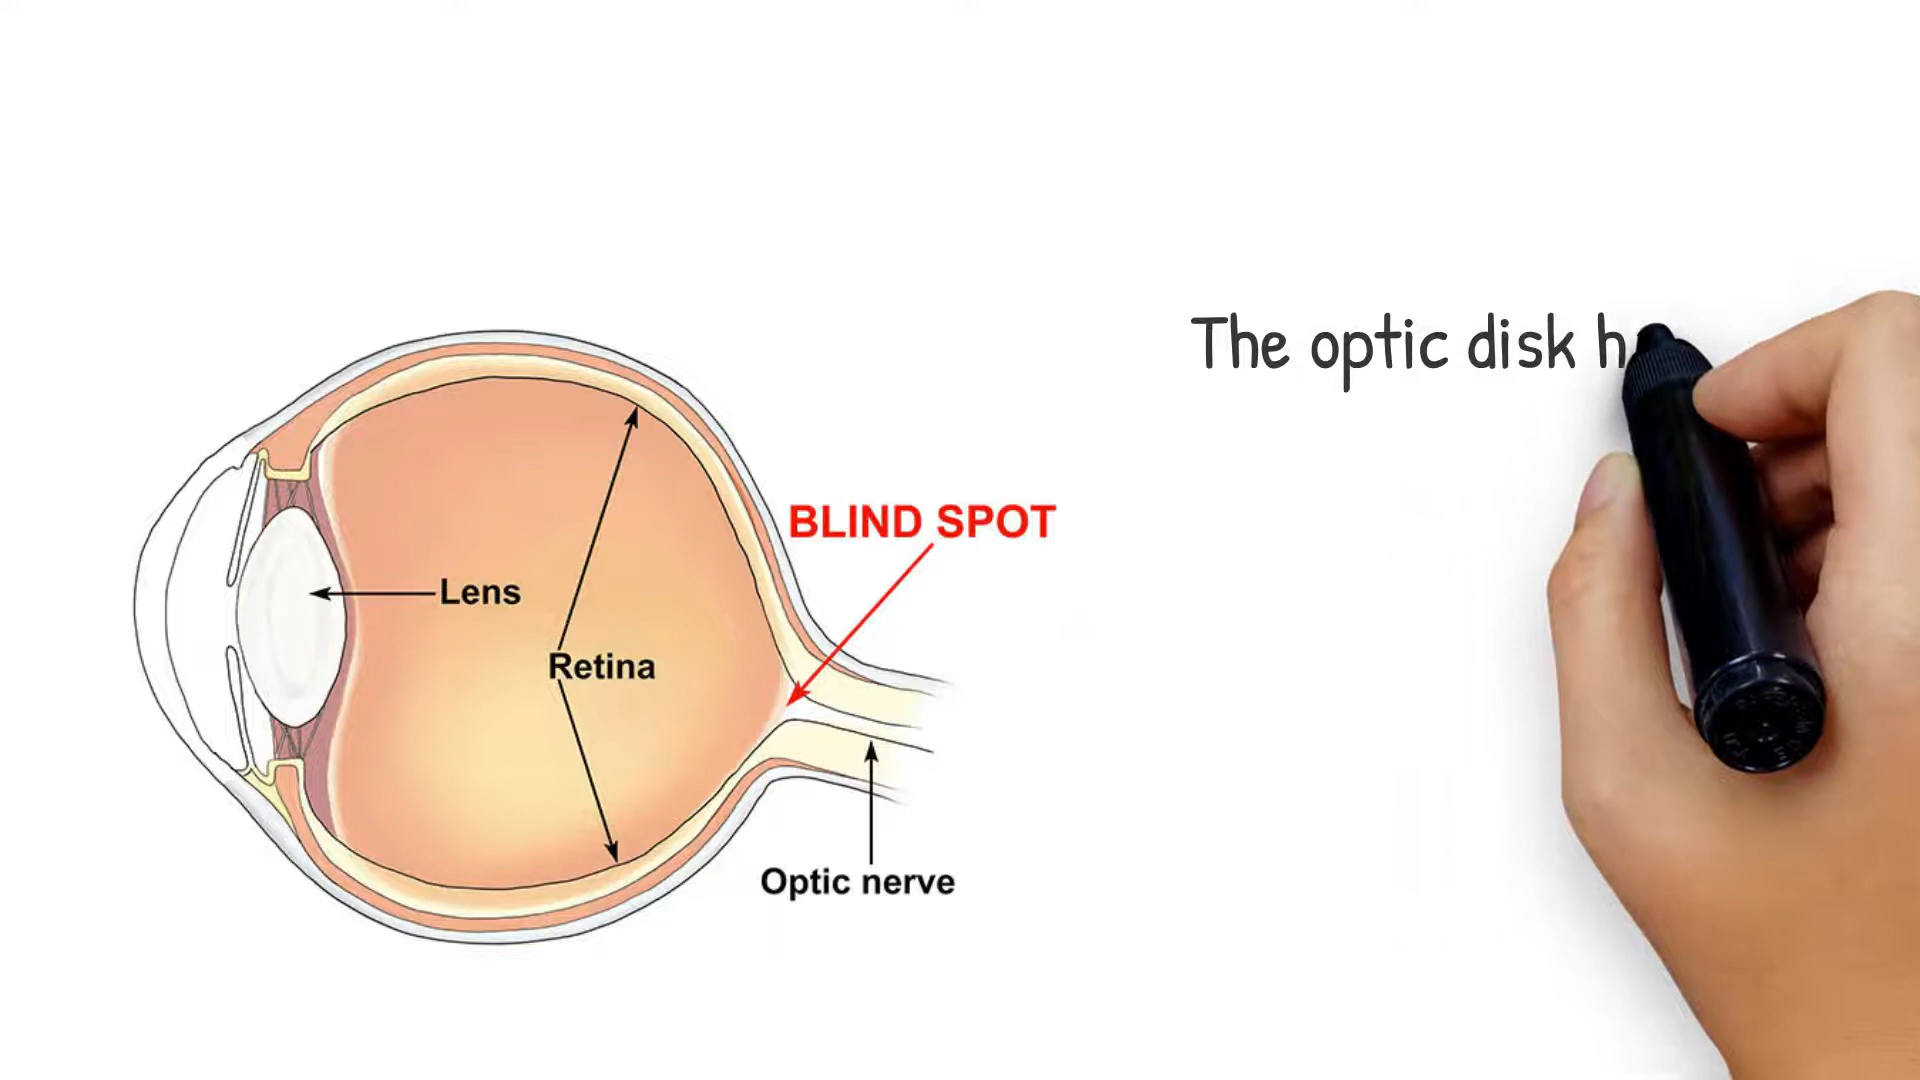 The optic disk h
BLIND SPOT
Lens
Retina
Optic nerve